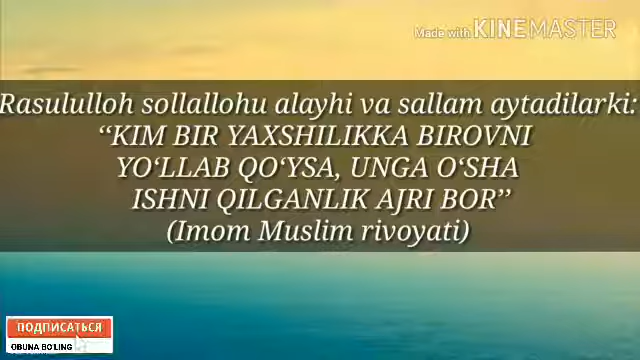 Made with KINEMASTER
Rasululloh sollallohu alayhi va sallam aytadilarki:
‘‘KIM BIR YAXSHILIKKA BIROVNI
YO‘LLAB QO‘YSA, UNGA O‘SHA
ISHNI QILGANLIK AJRI BOR’’
(Imom Muslim rivoyati)
ПОДПИСАТЬСЯ
OBUNA BO'LING